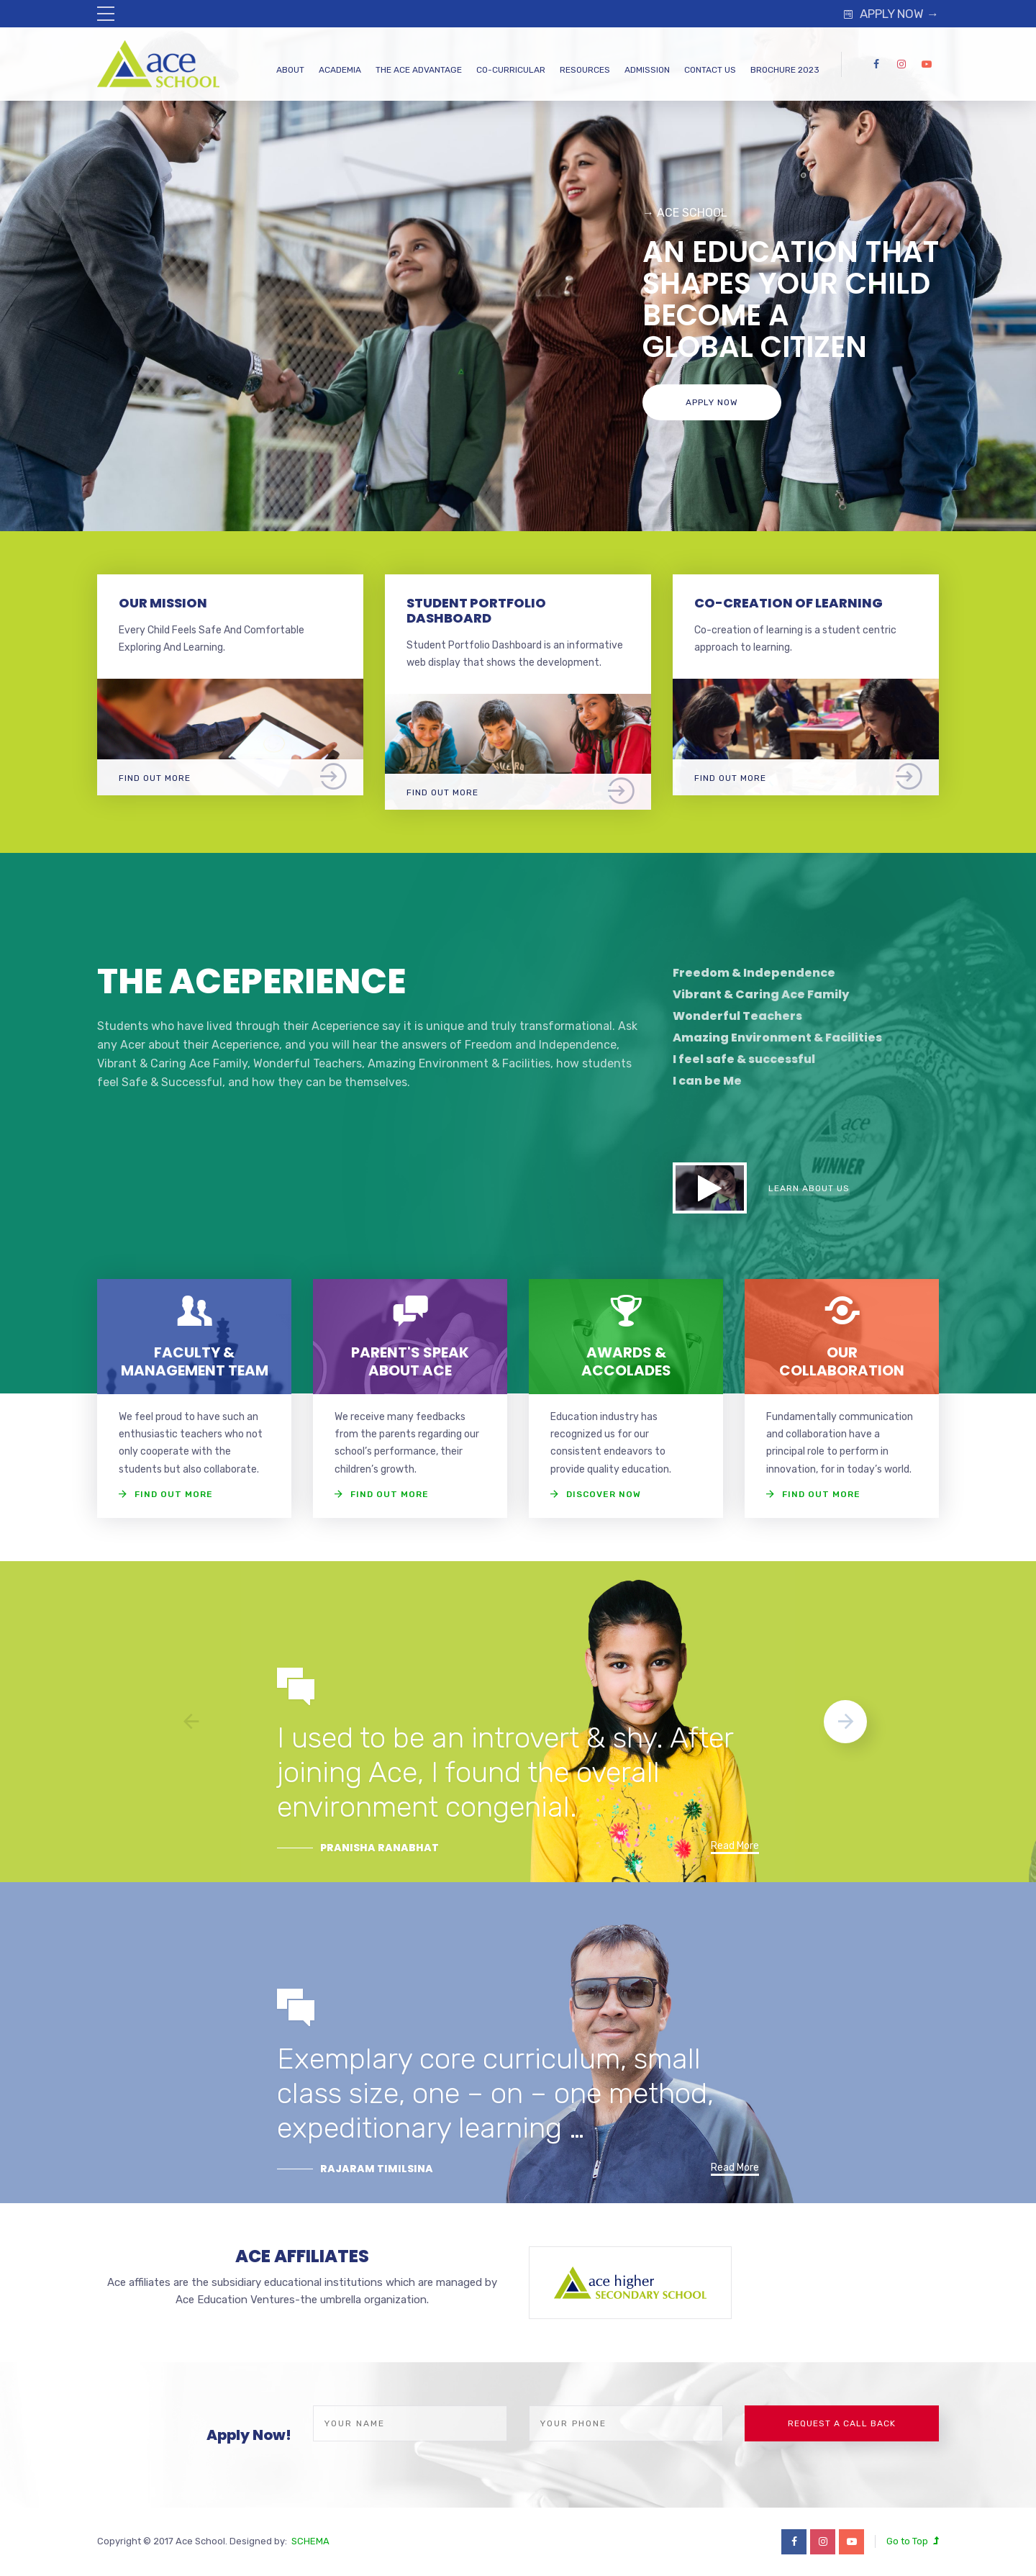 APPLY NOW →
ace
SCHOOL
ABOUT
ACADEMIA
THE ACE ADVANTAGE
CO-CURRICULAR
RESOURCES
ADMISSION
CONTACT US
BROCHURE 2023
→ ACE SCHOOL
AN EDUCATION THAT
SHAPES YOUR CHILD
BECOME A
GLOBAL CITIZEN
APPLY NOW
OUR MISSION
Every Child Feels Safe And Comfortable
Exploring And Learning.
FIND OUT MORE
STUDENT PORTFOLIO
DASHBOARD
Student Portfolio Dashboard is an informative
web display that shows the development.
FIND OUT MORE
CO-CREATION OF LEARNING
Co-creation of learning is a student centric
approach to learning.
FIND OUT MORE
THE ACEPERIENCE
Students who have lived through their Aceperience say it is unique and truly transformational. Ask
any Acer about their Aceperience, and you will hear the answers of Freedom and Independence,
Vibrant & Caring Ace Family, Wonderful Teachers, Amazing Environment & Facilities, how students
feel Safe & Successful, and how they can be themselves.
Freedom & Independence
Vibrant & Caring Ace Family
Wonderful Teachers
Amazing Environment & Facilities
I feel safe & successful
I can be Me
ace
SCHOOL
WINNER
LEARN ABOUT US
FACULTY &
MANAGEMENT TEAM
We feel proud to have such an
enthusiastic teachers who not
only cooperate with the
students but also collaborate.
FIND OUT MORE
PARENT'S SPEAK
ABOUT ACE
We receive many feedbacks
from the parents regarding our
school's performance, their
children's growth.
FIND OUT MORE
AWARDS &
ACCOLADES
Education industry has
recognized us for our
consistent endeavors to
provide quality education.
DISCOVER NOW
OUR
COLLABORATION
Fundamentally communication
and collaboration have a
principal role to perform in
innovation, for in today's world.
FIND OUT MORE
I used to be an introvert & shy. After
joining Ace, I found the overall
environment congenial.
PRANISHA RANABHAT
Read More
Exemplary core curriculum, small
class size, one – on – one method,
expeditionary learning ...
RAJARAM TIMILSINA
Read More
ACE AFFILIATES
Ace affiliates are the subsidiary educational institutions which are managed by
Ace Education Ventures-the umbrella organization.
ace higher
SECONDARY SCHOOL
Apply Now!
YOUR NAME
YOUR PHONE
REQUEST A CALL BACK
Copyright © 2017 Ace School. Designed by: SCHEMA
Go to Top